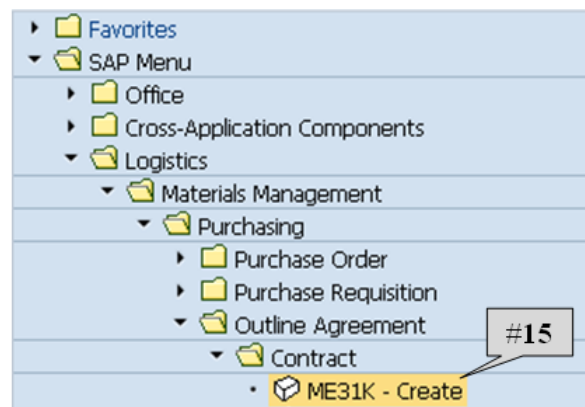 Favorites
SAP Menu
Office
Cross-Application Components
Logistics
Materials Management
Purchasing
Purchase Order
Purchase Requisition
Outline Agreement
#15
Contract
ME31K - Create